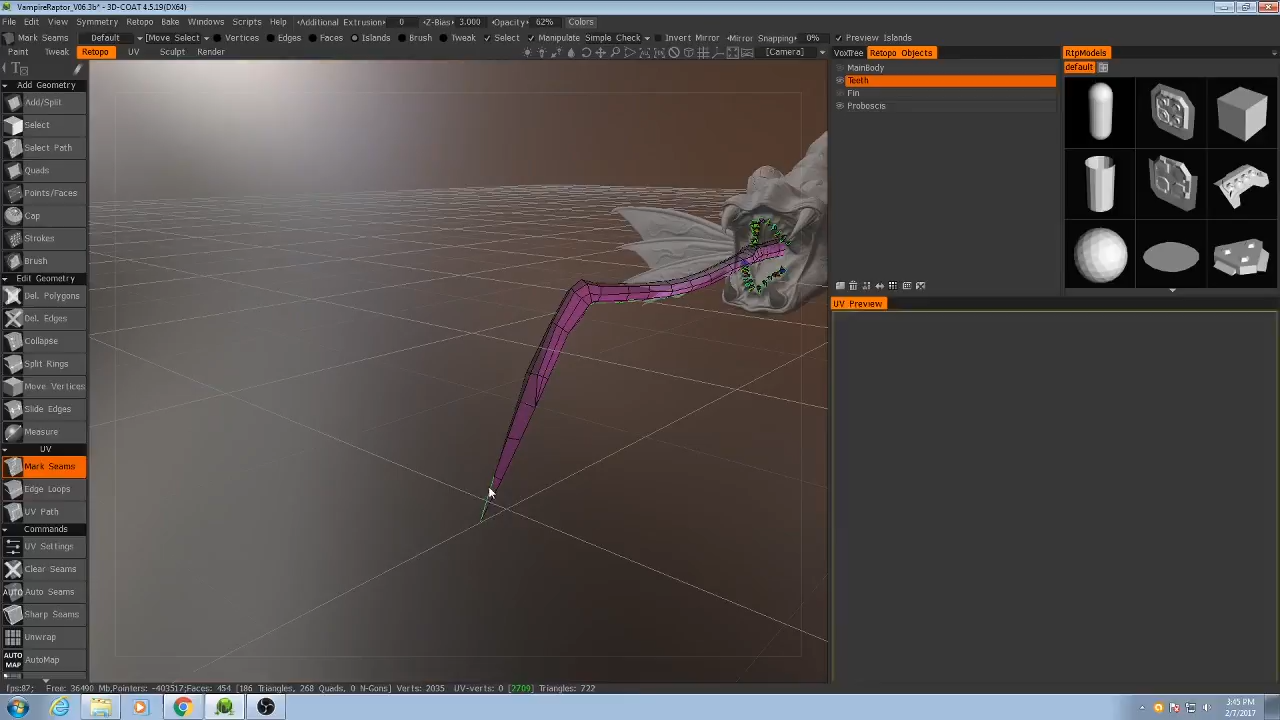 VampireRaptor_V06.3b* - 3D-COAT 4.5.19(DX64)
File Edit View Symmetry Retopo Bake Windows Scripts Help Additional Extrusion 0 Z-Bias 3.000 Opacity 62% Colors
Mark Seams Default [Move Select] Vertices Edges Faces Islands Brush Tweak Select Manipulate Simple Check Invert Mirror Mirror Snapping 0% Preview Islands
Paint Tweak Retopo UV Sculpt Render [Camera] VoxTree Retopo Objects RtpModels
default
MainBody
Teeth
Fin
Probescis
Add Geometry
Add/Split
Select
Select Path
Quads
Points/Faces
Cap
Strokes
Brush
Edit Geometry
Del. Polygons
Del. Edges
Collapse
Split Rings
Move. Vertices
Slide Edges
Measure
UV
Mark Seams
Edge Loops
UV Path
Commands
UV Settings
Clear Seams
AUTO Auto Seams
Sharp Seams
Unwrap
AUTO MAP AutoMap
UV Preview
fps:87; Free: 36490 Mb,Pointers: -403517;Faces: 454 [186 Triangles, 268 Quads, 0 N-Gons] Verts: 2035 UV-verts: 0 [2709] Triangles: 722
3:45 PM
2/7/2017